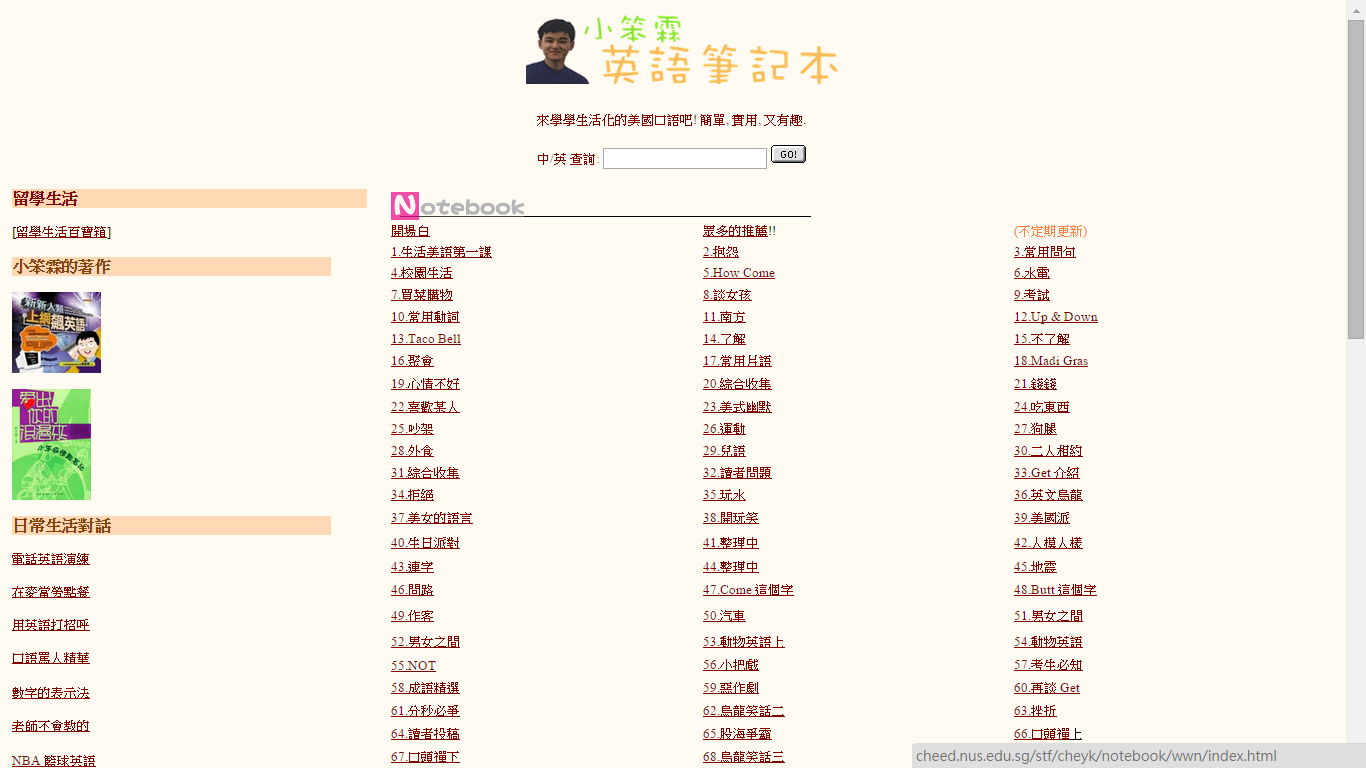 小笨霖
英語筆記本
來學學生活化的美國口語吧! 簡單, 實用, 又有趣.
中/英 查詢: GO!
留學生活
[留學生活百寶箱]
小笨霖的著作
新新人類
上網飆英語
愛出
你的
浪漫
日常生活對話
電話英語演練
在麥當勞點餐
用英語打招呼
口語罵人精華
數字的表示法
老師不會教的
NBA 籃球英語
Notebook
開場白 眾多的推薦!! (不定期更新)
1.生活美語第一課 2.抱怨 3.常用問句
4.校園生活 5.How Come 6.水電
7.買菜購物 8.談女孩 9.考試
10.常用動詞 11.南方 12.Up & Down
13.Taco Bell 14.了解 15.不了解
16.聚會 17.常用片語 18.Madi Gras
19.心情不好 20.綜合收集 21.錢錢
22.喜歡某人 23.美式幽默 24.吃東西
25.吵架 26.運動 27.狗腿
28.外食 29.兒語 30.二人相約
31.綜合收集 32.讀者問題 33.Get 介紹
34.拒絕 35.玩水 36.英文烏龍
37.美女的語言 38.開玩笑 39.美國派
40.生日派對 41.整理中 42.人模人樣
43.連字 44.整理中 45.地震
46.問路 47.Come 這個字 48.Butt 這個字
49.作客 50.汽車 51.男女之間
52.男女之間 53.動物英語上 54.動物英語
55.NOT 56.小把戲 57.考生必知
58.成語精選 59.惡作劇 60.再談 Get
61.分秒必爭 62.烏龍笑話二 63.挫折
64.讀者投稿 65.股海爭霸 66.口頭禪上
67.口頭禪下 68.烏龍笑話三
cheed.nus.edu.sg/stf/cheyk/notebook/wwn/index.html